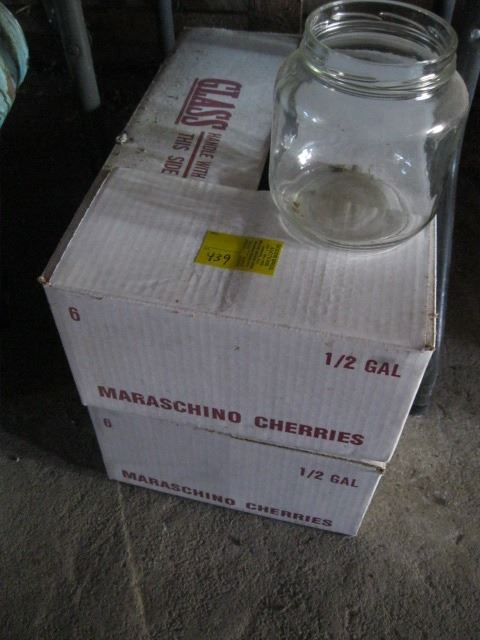 GLASS
HANDLE WITH
THIS SIDE
439
6
1/2 GAL
MARASCHINO CHERRIES
6
1/2 GAL
MARASCHINO CHERRIES